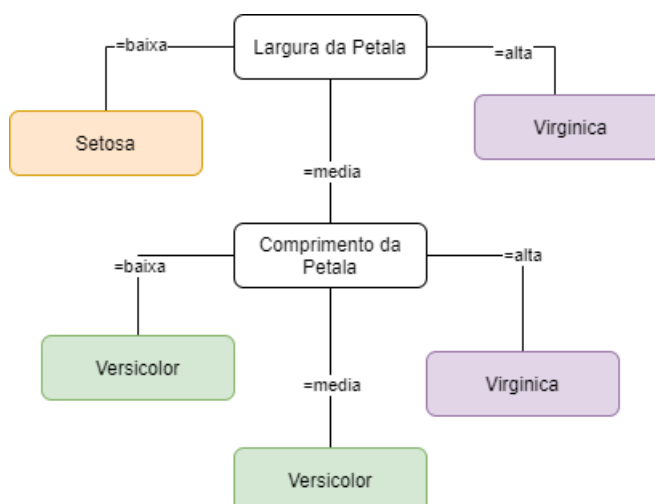 =baixa
Largura da Petala
=alta
Setosa
Virginica
=media
=baixa
Comprimento da
Petala
=alta
Versicolor
=media
Virginica
Versicolor